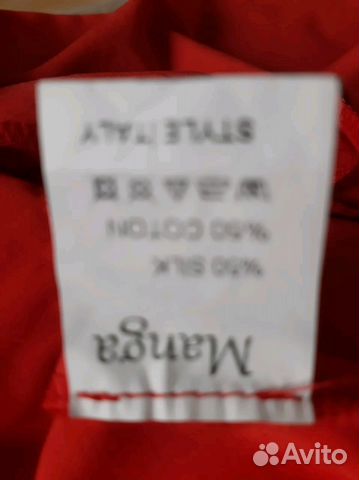 Manga
%50 SILK
%50 COTON
STYLE ITALY
Avito